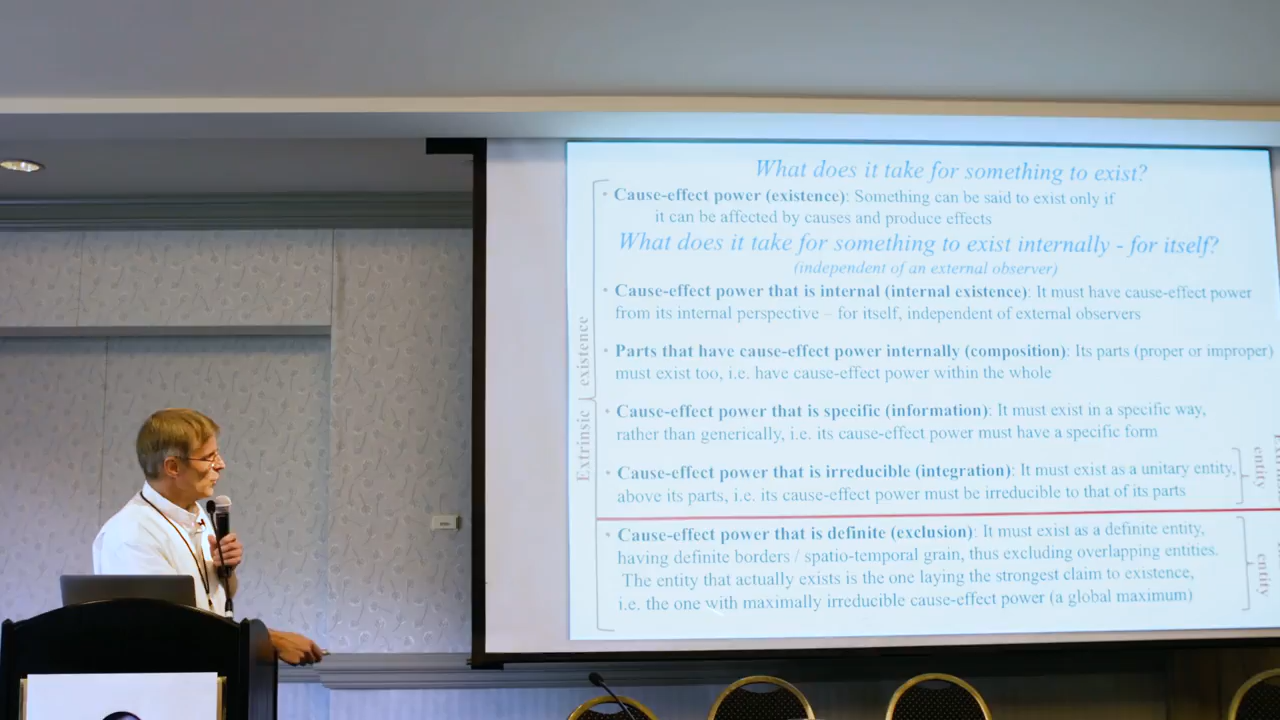 What does it take for something to exist?
• Cause-effect power (existence): Something can be said to exist only if
it can be affected by causes and produce effects
What does it take for something to exist internally - for itself?
(independent of an external observer)
• Cause-effect power that is internal (internal existence): It must have cause-effect power
from its internal perspective – for itself, independent of external observers
• Parts that have cause-effect power internally (composition): Its parts (proper or improper)
must exist too, i.e. have cause-effect power within the whole
• Cause-effect power that is specific (information): It must exist in a specific way,
rather than generically, i.e. its cause-effect power must have a specific form
• Cause-effect power that is irreducible (integration): It must exist as a unitary entity,
above its parts, i.e. its cause-effect power must be irreducible to that of its parts
• Cause-effect power that is definite (exclusion): It must exist as a definite entity,
having definite borders / spatio-temporal grain, thus excluding overlapping entities.
The entity that actually exists is the one laying the strongest claim to existence,
i.e. the one with maximally irreducible cause-effect power (a global maximum)
Extrinsic existence
entity
entity